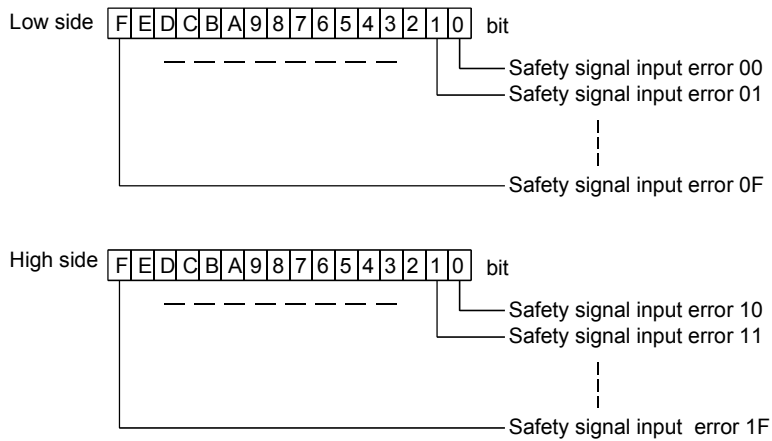 Low side F E D C B A 9 8 7 6 5 4 3 2 1 0 bit
Safety signal input error 00
Safety signal input error 01
Safety signal input error 0F
High side F E D C B A 9 8 7 6 5 4 3 2 1 0 bit
Safety signal input error 10
Safety signal input error 11
Safety signal input error 1F